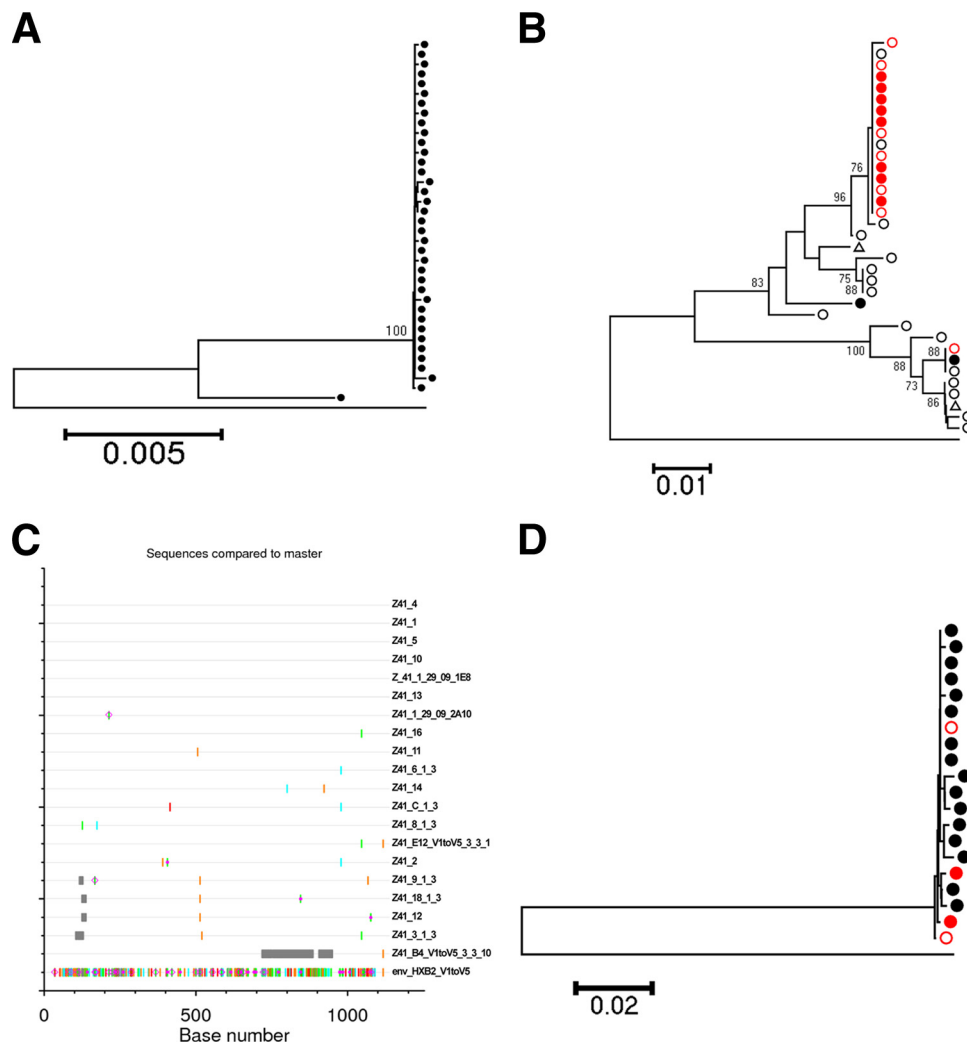 A
100
0.005
B
76
96
75
88
83
100
88
88
73
86
0.01
C
Sequences compared to master
Z41_4
Z41_1
Z41_5
Z41_10
Z_41_1_29_09_1E8
Z41_13
Z41_1_29_09_2A10
Z41_16
Z41_11
Z41_6_1_3
Z41_14
Z41_C_1_3
Z41_8_1_3
Z41_E12_V1toV5_3_3_1
Z41_2
Z41_9_1_3
Z41_18_1_3
Z41_12
Z41_3_1_3
Z41_B4_V1toV5_3_3_10
env_HXB2_V1toV5
0 500 1000
Base number
D
0.02